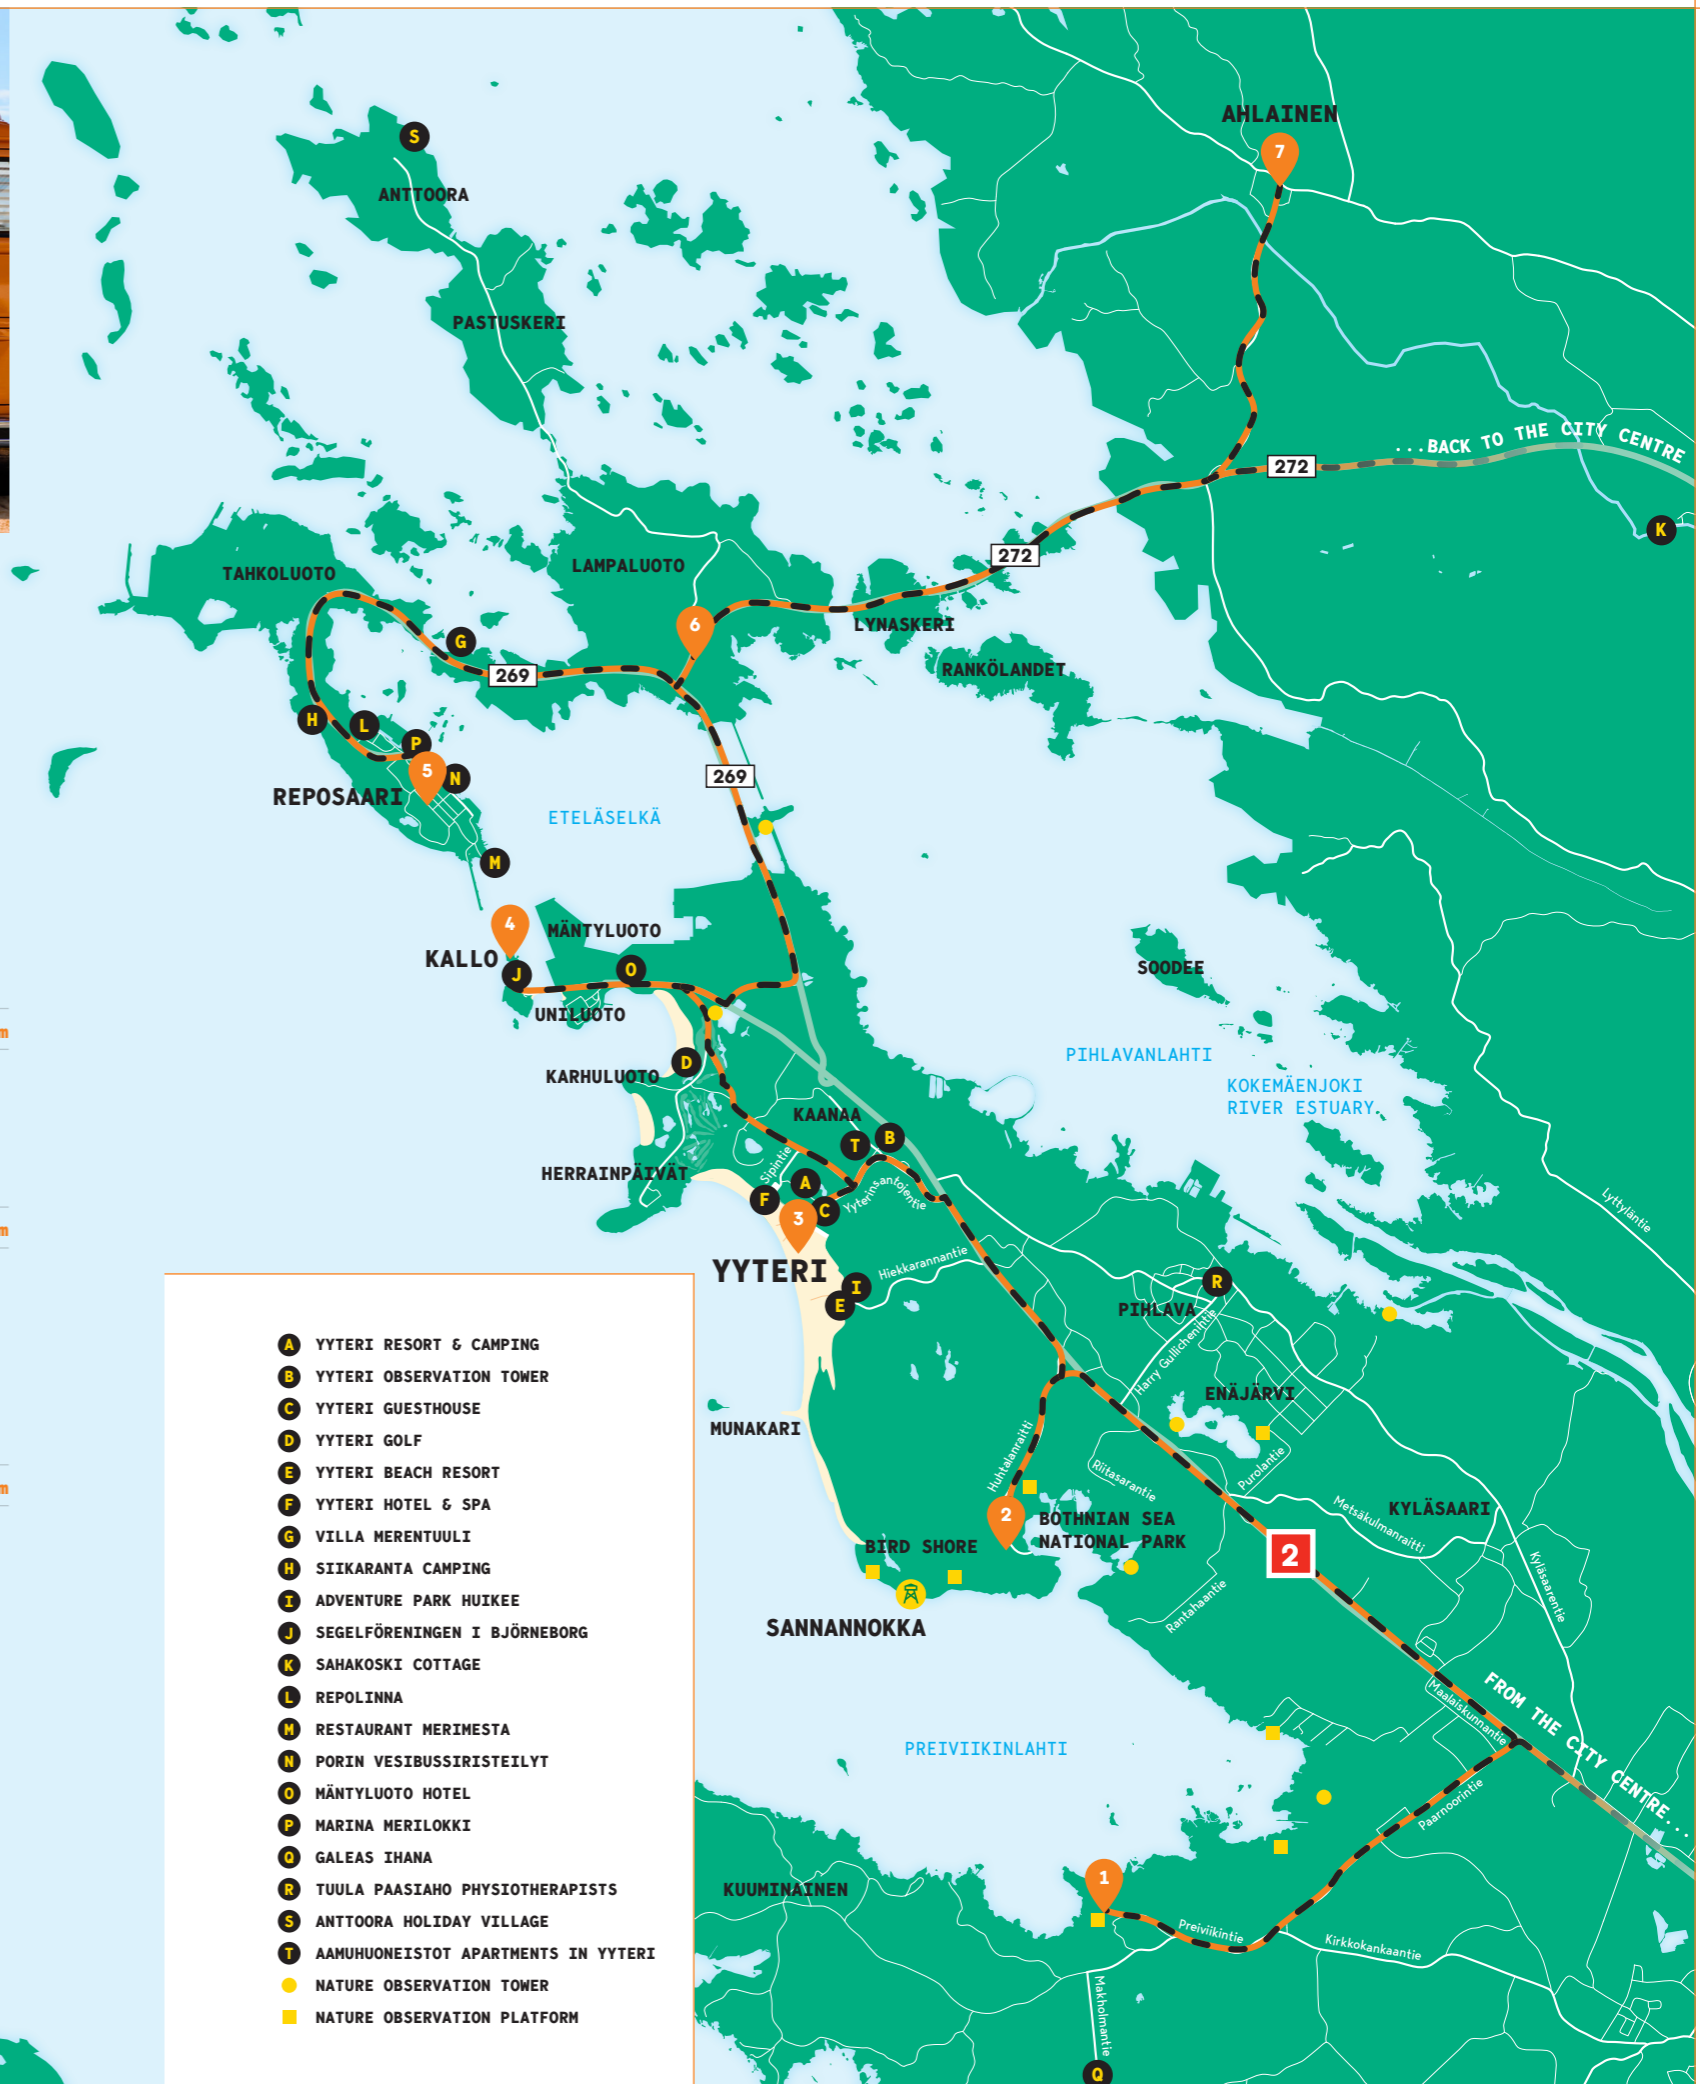 AHLAINEN
7
S
ANTTOORA
PASTUSKERI
...BACK TO THE CITY CENTRE
272
K
272
LAMPALUOTO
TAHKOLUOTO
6
LYNASKERI
G
269
RANKÖLANDET
H
L
P
5
N
269
REPOSAARI
ETELÄSELKÄ
M
4
MÄNTYLUOTO
KALLO
J
O
SOODEE
UNILUOTO
PIHLAVANLAHTI
D
KARHULUOTO
KOKEMÄENJOKI
RIVER ESTUARY
KAANAA
T
B
HERRAINPÄIVÄT
Sipintie
A
F
C
Yyterinsantojentie
3
Lyttyläntie
YYTERI
Hiekkarannantie
I
E
R
PIHLAVA
Harry Gullichenintie
ENÄJÄRVI
MUNAKARI
Huhtalanraitti
Riitasarantie
Purolantie
KYLÄSAARI
Metsäkulmanraitti
2
BOTHNIAN SEA
NATIONAL PARK
BIRD SHORE
2
Kyläsaarentie
SANNANNOKKA
Rantahaantie
FROM THE CITY CENTRE...
Maalaiskunnantie
PREIVIIKINLAHTI
Paarnoorintie
1
KUUMINAINEN
Preiviikintie
Kirkkokankaantie
Makholmantie
Q
A YYTERI RESORT & CAMPING
B YYTERI OBSERVATION TOWER
C YYTERI GUESTHOUSE
D YYTERI GOLF
E YYTERI BEACH RESORT
F YYTERI HOTEL & SPA
G VILLA MERENTUULI
H SIIKARANTA CAMPING
I ADVENTURE PARK HUIKEE
J SEGELFÖRENINGEN I BJÖRNEBORG
K SAHAKOSKI COTTAGE
L REPOLINNA
M RESTAURANT MERIMESTA
N PORIN VESIBUSSIRISTEILYT
O MÄNTYLUOTO HOTEL
P MARINA MERILOKKI
Q GALEAS IHANA
R TUULA PAASIAHO PHYSIOTHERAPISTS
S ANTTOORA HOLIDAY VILLAGE
T AAMUHUONEISTOT APARTMENTS IN YYTERI
NATURE OBSERVATION TOWER
NATURE OBSERVATION PLATFORM
m
m
m